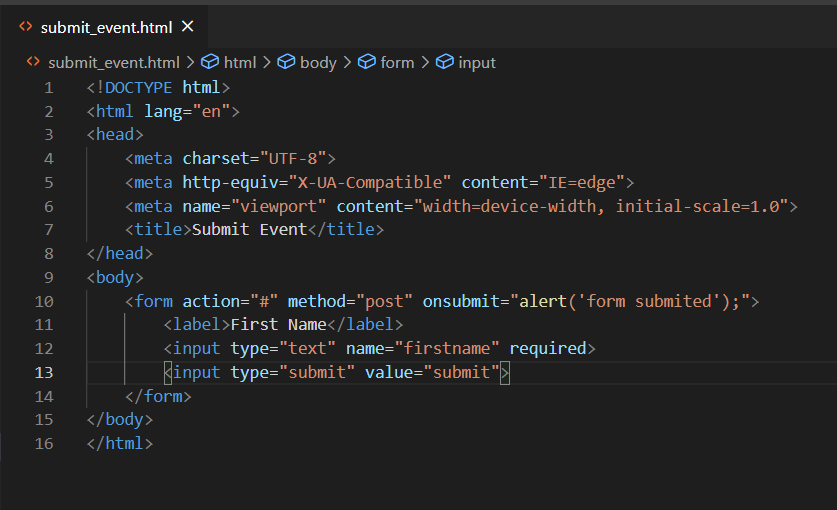 submit_event.html ×
submit_event.html > html > body > form > input
1 <!DOCTYPE html>
2 <html lang="en">
3 <head>
4 <meta charset="UTF-8">
5 <meta http-equiv="X-UA-Compatible" content="IE=edge">
6 <meta name="viewport" content="width=device-width, initial-scale=1.0">
7 <title>Submit Event</title>
8 </head>
9 <body>
10 <form action="#" method="post" onsubmit="alert('form submited');">
11 <label>First Name</label>
12 <input type="text" name="firstname" required>
13 <input type="submit" value="submit">
14 </form>
15 </body>
16 </html>